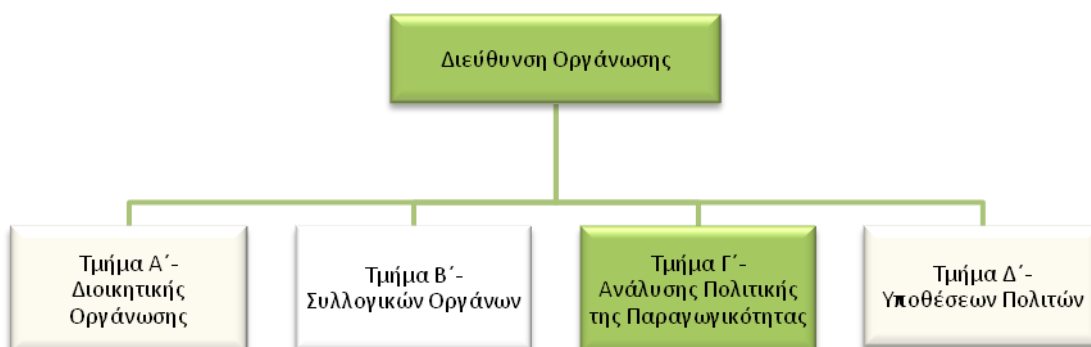 Διεύθυνση Οργάνωσης
Τμήμα Α΄-
Διοικητικής
Οργάνωσης
Τμήμα Β΄-
Συλλογικών Οργάνων
Τμήμα Γ΄-
Ανάλυσης Πολιτικής
της Παραγωγικότητας
Τμήμα Δ΄-
Υποθέσεων Πολιτών